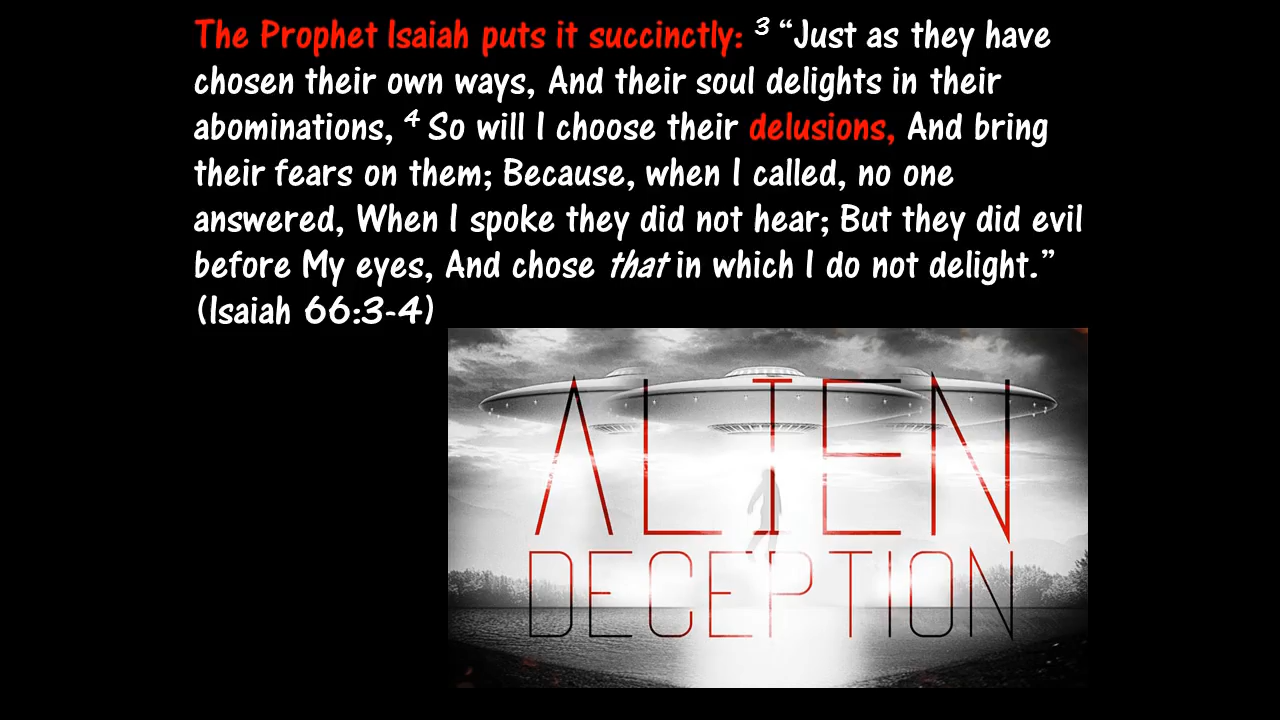 The Prophet Isaiah puts it succinctly: 3 “Just as they have
chosen their own ways, And their soul delights in their
abominations, 4 So will I choose their delusions, And bring
their fears on them; Because, when I called, no one
answered, When I spoke they did not hear; But they did evil
before My eyes, And chose that in which I do not delight.”
(Isaiah 66:3-4)
ALIEN
DECEPTION